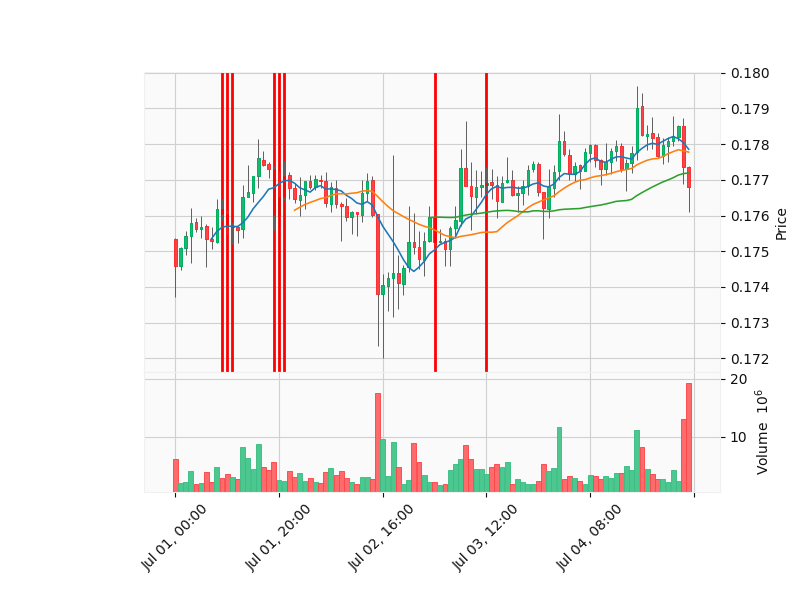 0.180
0.179
0.178
0.177
0.176
0.175
0.174
0.173
0.172
Price
20
10
Volume 10^6
Jul 01, 00:00
Jul 01, 20:00
Jul 02, 16:00
Jul 03, 12:00
Jul 04, 08:00